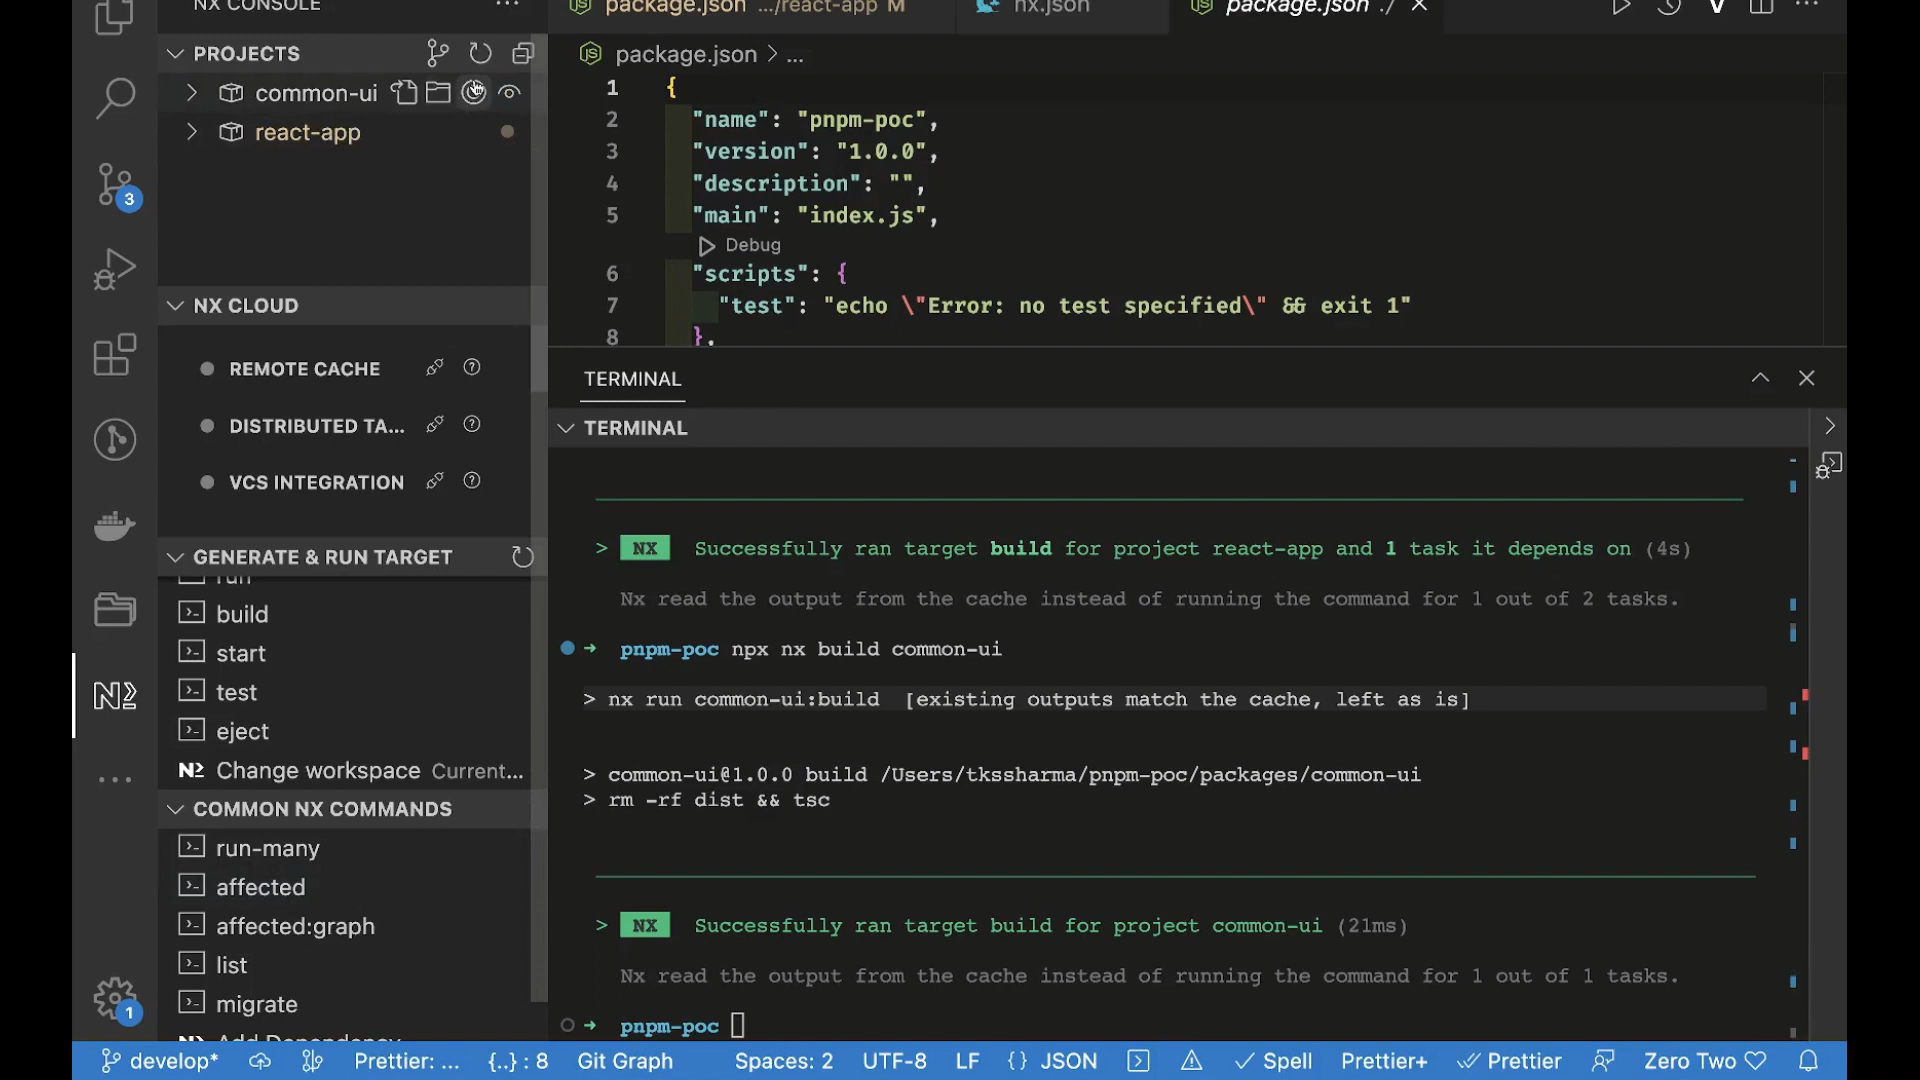 NX CONSOLE
package.json .../react-app M
nx.json
package.json ./
PROJECTS
common-ui
react-app
package.json > ...
1 {
2 "name": "pnpm-poc",
3 "version": "1.0.0",
4 "description": "",
5 "main": "index.js",
Debug
6 "scripts": {
7 "test": "echo \"Error: no test specified\" && exit 1"
8 },
3
NX CLOUD
REMOTE CACHE
DISTRIBUTED TA...
VCS INTEGRATION
GENERATE & RUN TARGET
run
build
start
test
eject
Change workspace Current...
COMMON NX COMMANDS
run-many
affected
affected:graph
list
migrate
Add Dependency
1
TERMINAL
TERMINAL
> NX Successfully ran target build for project react-app and 1 task it depends on (4s)
Nx read the output from the cache instead of running the command for 1 out of 2 tasks.
➜ pnpm-poc npx nx build common-ui
> nx run common-ui:build [existing outputs match the cache, left as is]
> common-ui@1.0.0 build /Users/tkssharma/pnpm-poc/packages/common-ui
> rm -rf dist && tsc
> NX Successfully ran target build for project common-ui (21ms)
Nx read the output from the cache instead of running the command for 1 out of 1 tasks.
➜ pnpm-poc
develop* Prettier: ... {..} : 8 Git Graph Spaces: 2 UTF-8 LF {} JSON Spell Prettier+ Prettier Zero Two